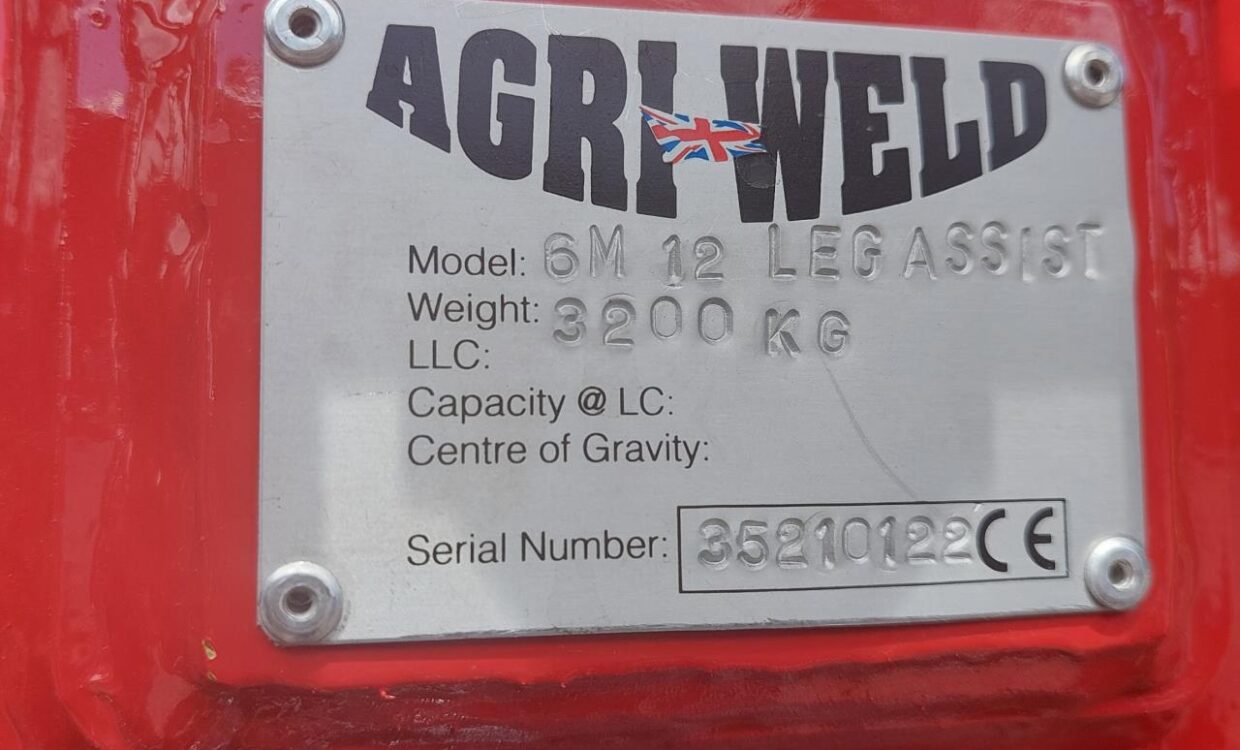 AGRI-WELD
Model: 6M 12 LEG ASSIST
Weight: 3200 KG
LLC:
Capacity @ LC:
Centre of Gravity:
Serial Number: 35210122 CE